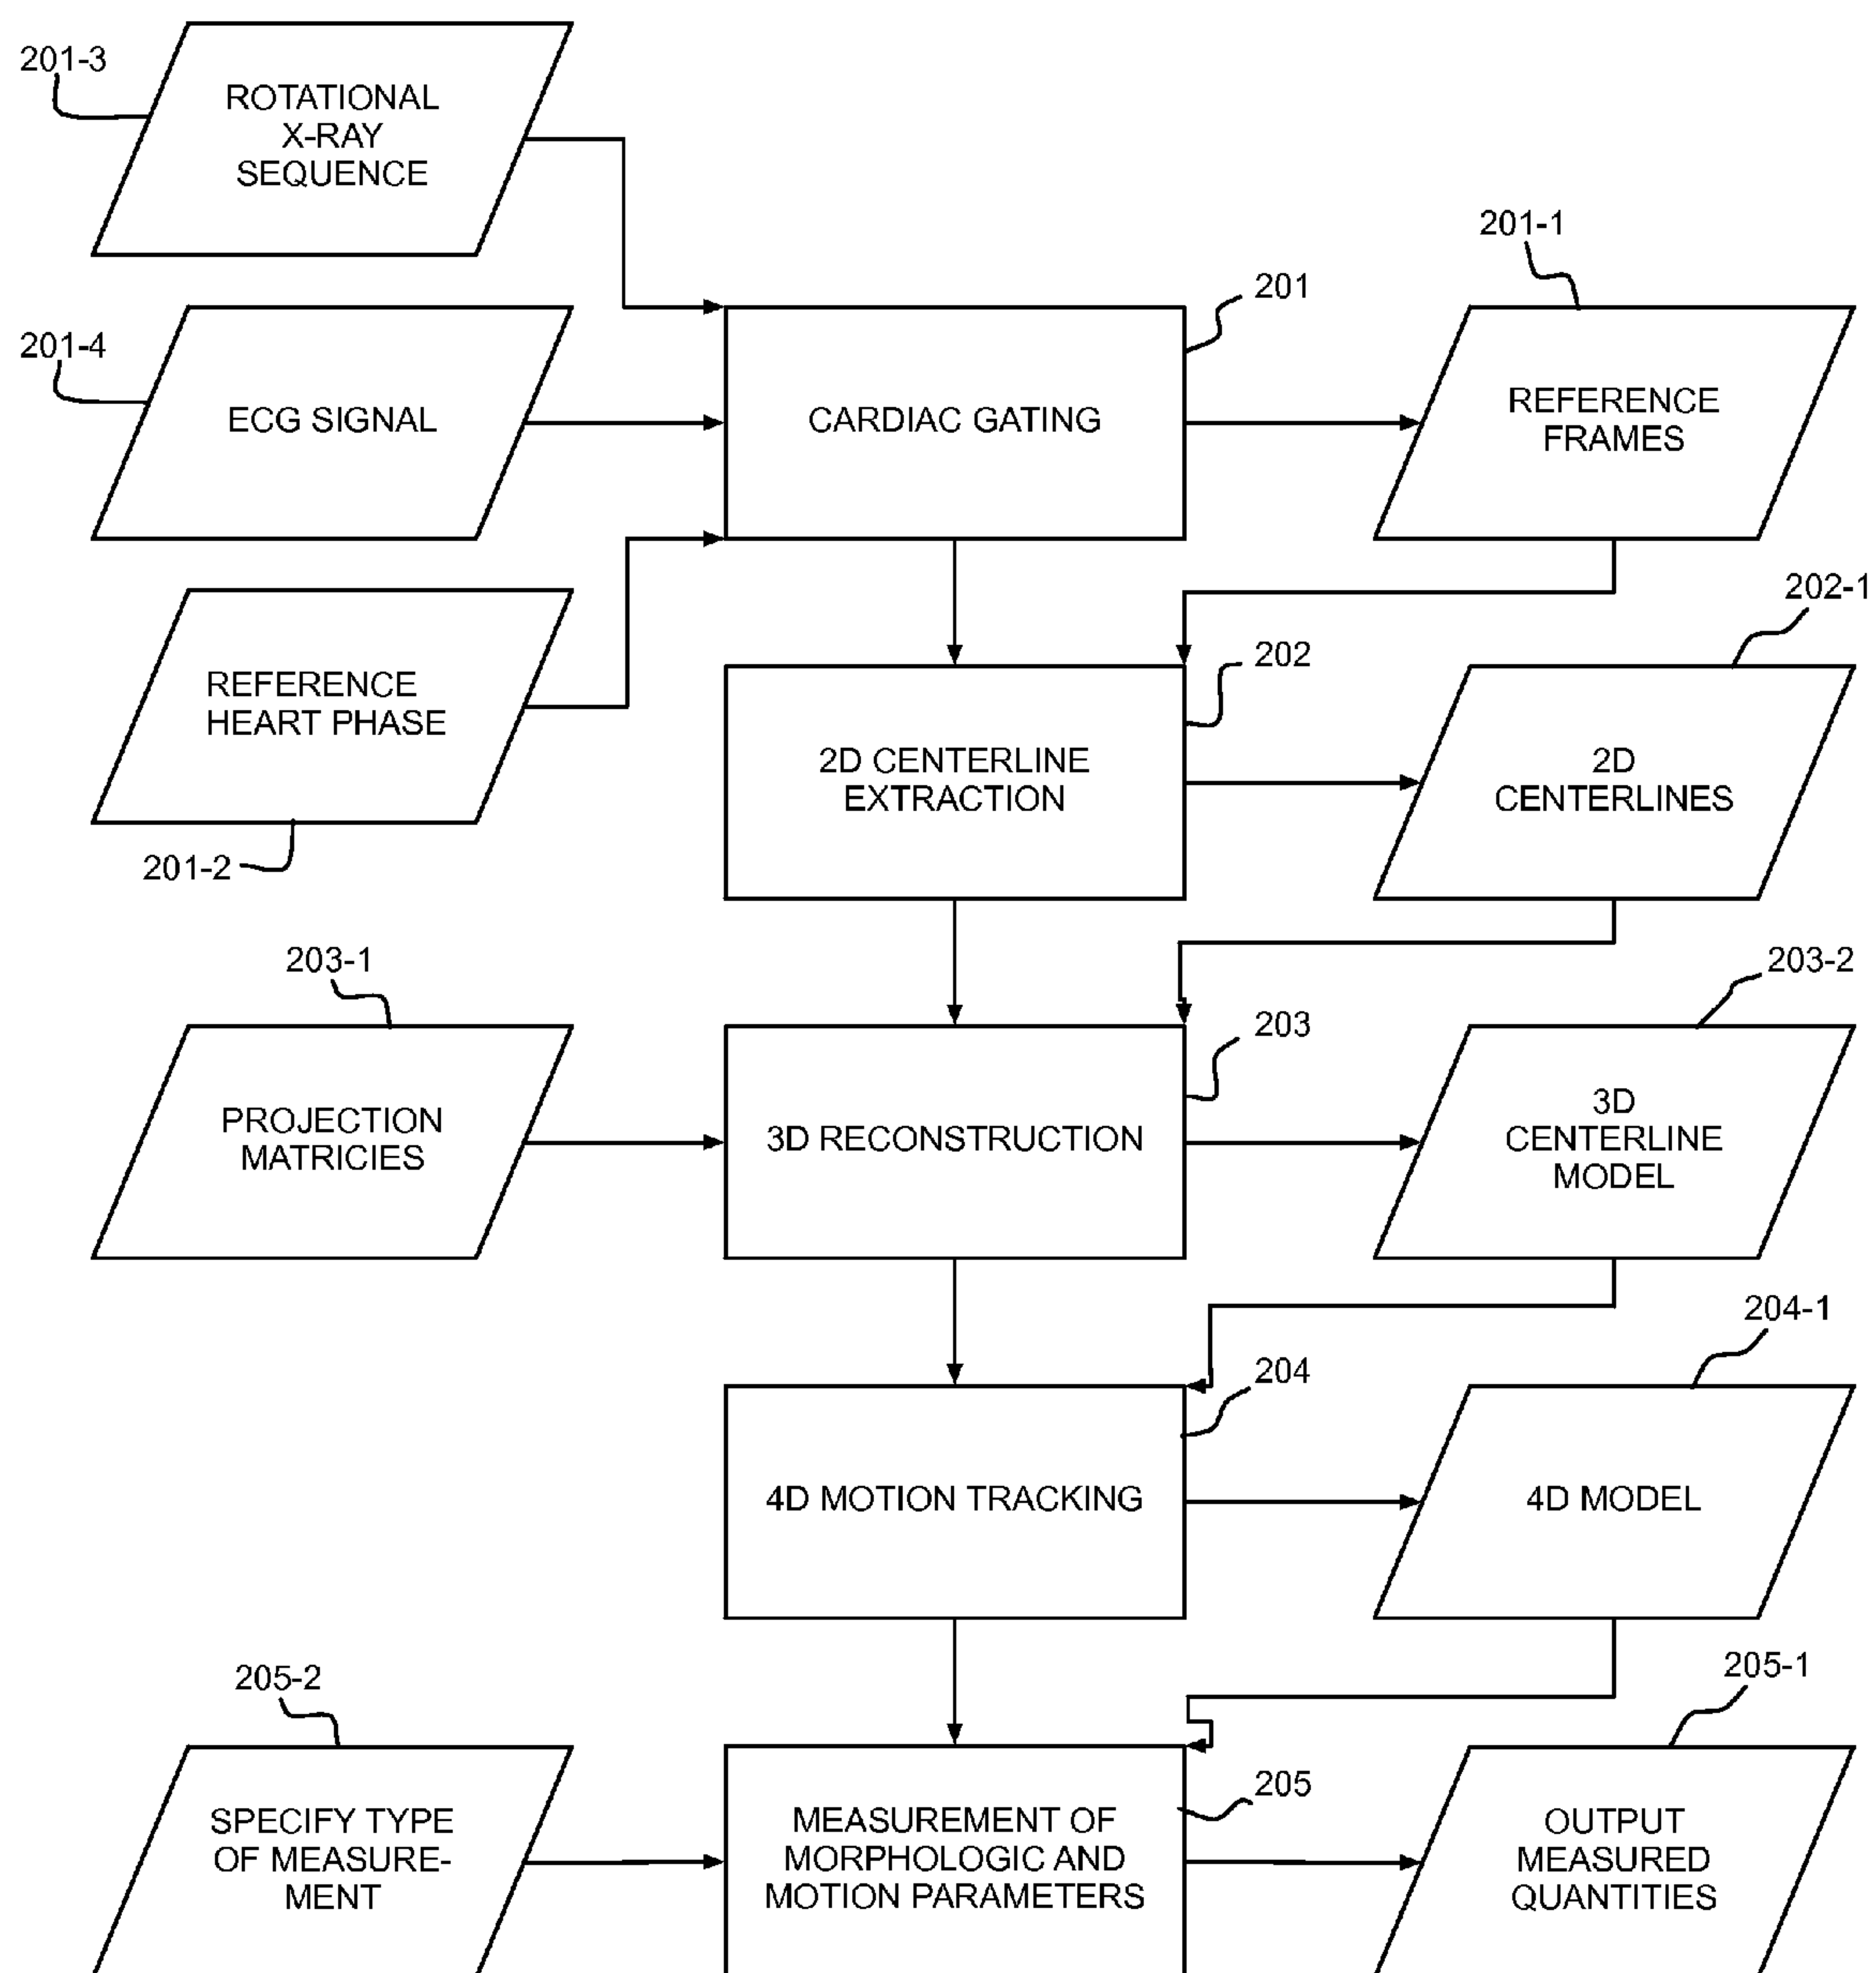 201-3
ROTATIONAL
X-RAY
SEQUENCE
201-4
ECG SIGNAL
201
CARDIAC GATING
201-1
REFERENCE
FRAMES
REFERENCE
HEART PHASE
201-2
202
2D CENTERLINE
EXTRACTION
202-1
2D
CENTERLINES
203-1
PROJECTION
MATRICIES
203
3D RECONSTRUCTION
203-2
3D
CENTERLINE
MODEL
204
4D MOTION TRACKING
204-1
4D MODEL
205-2
SPECIFY TYPE
OF MEASURE-
MENT
205
MEASUREMENT OF
MORPHOLOGIC AND
MOTION PARAMETERS
205-1
OUTPUT
MEASURED
QUANTITIES